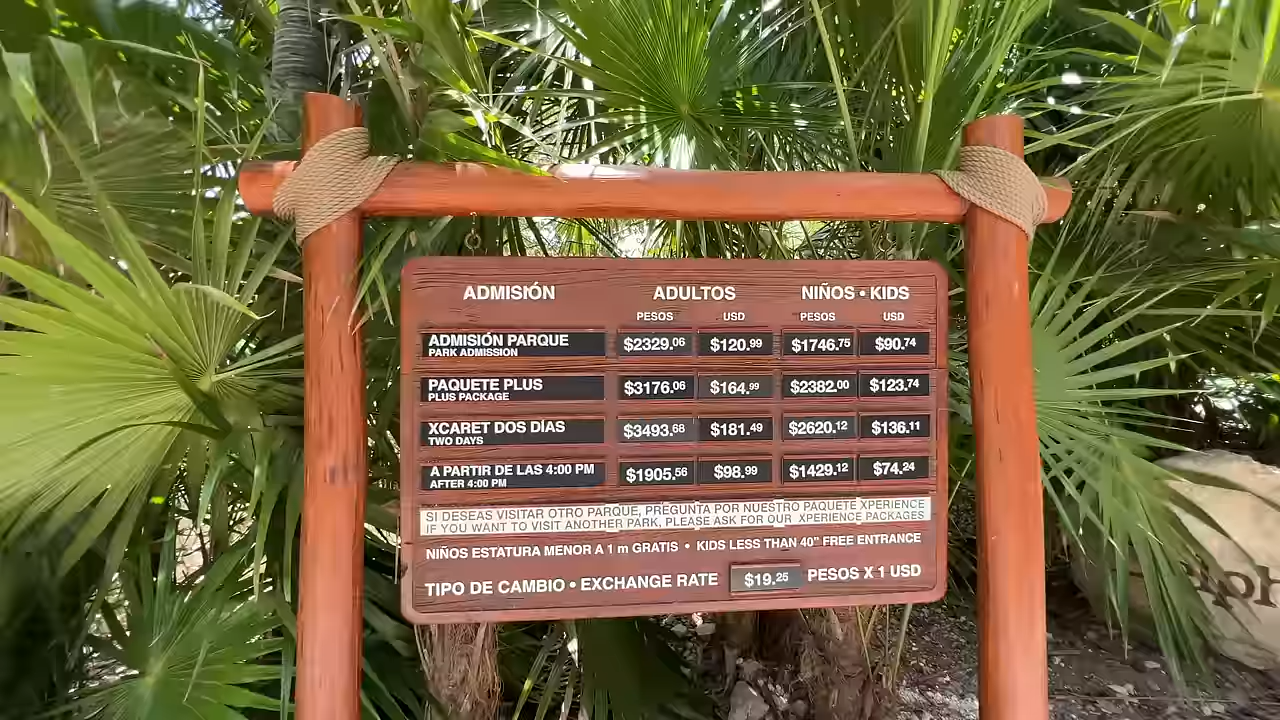 ADMISIÓN ADULTOS NIÑOS • KIDS
PESOS USD PESOS USD
ADMISIÓN PARQUE $2329.06 $120.99 $1746.75 $90.74
PARK ADMISSION
PAQUETE PLUS $3176.06 $164.99 $2382.00 $123.74
PLUS PACKAGE
XCARET DOS DÍAS $3493.68 $181.49 $2620.12 $136.11
TWO DAYS
A PARTIR DE LAS 4:00 PM $1905.56 $98.99 $1429.12 $74.24
AFTER 4:00 PM
SI DESEAS VISITAR OTRO PARQUE, PREGUNTA POR NUESTRO PAQUETE XPERIENCE
IF YOU WANT TO VISIT ANOTHER PARK, PLEASE ASK FOR OUR XPERIENCE PACKAGES
NIÑOS ESTATURA MENOR A 1 m GRATIS • KIDS LESS THAN 40" FREE ENTRANCE
TIPO DE CAMBIO • EXCHANGE RATE $19.25 PESOS X 1 USD